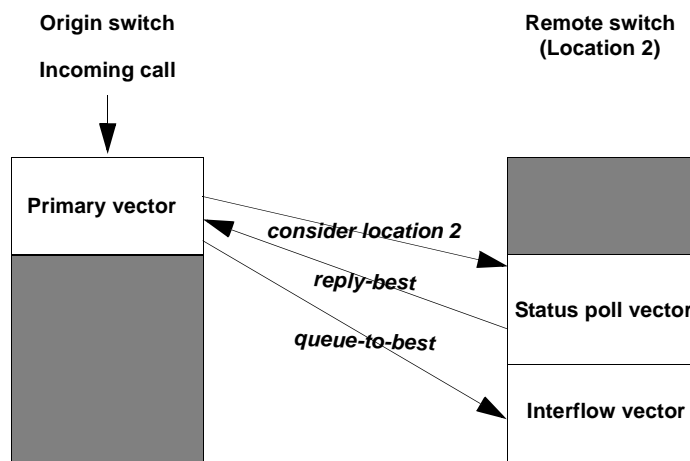 Origin switch
Incoming call
Remote switch
(Location 2)
Primary vector
consider location 2
reply-best
queue-to-best
Status poll vector
Interflow vector